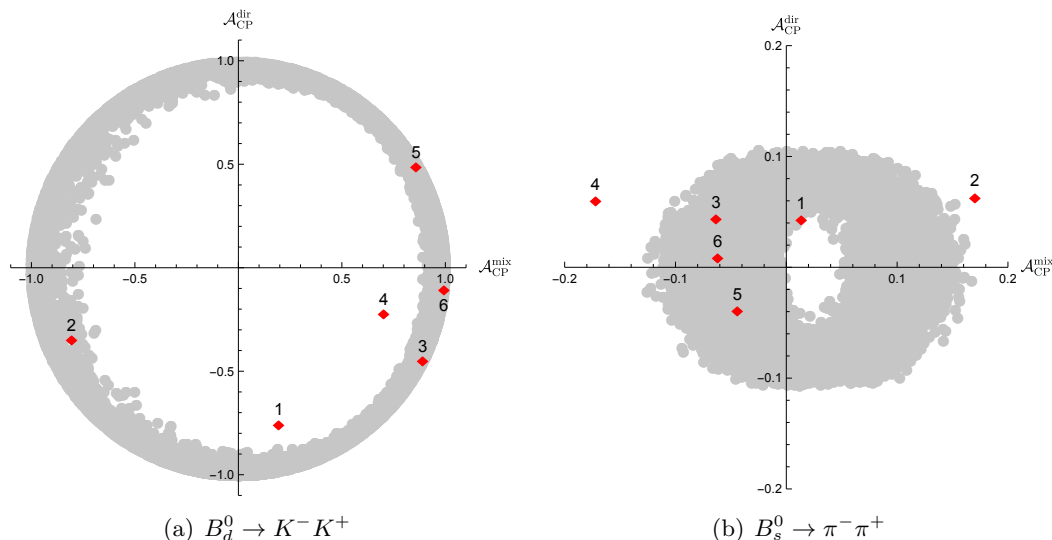 𝒜_CP^dir
1.0
5
0.5
𝒜_CP^mix
−1.0 −0.5 0.5 1.0
4
6
2
3
−0.5
1
−1.0
(a) B_d^0 → K^− K^+
𝒜_CP^dir
0.2
0.1
4
2
3
1
6
𝒜_CP^mix
−0.2 −0.1 0.1 0.2
5
−0.1
−0.2
(b) B_s^0 → π^− π^+